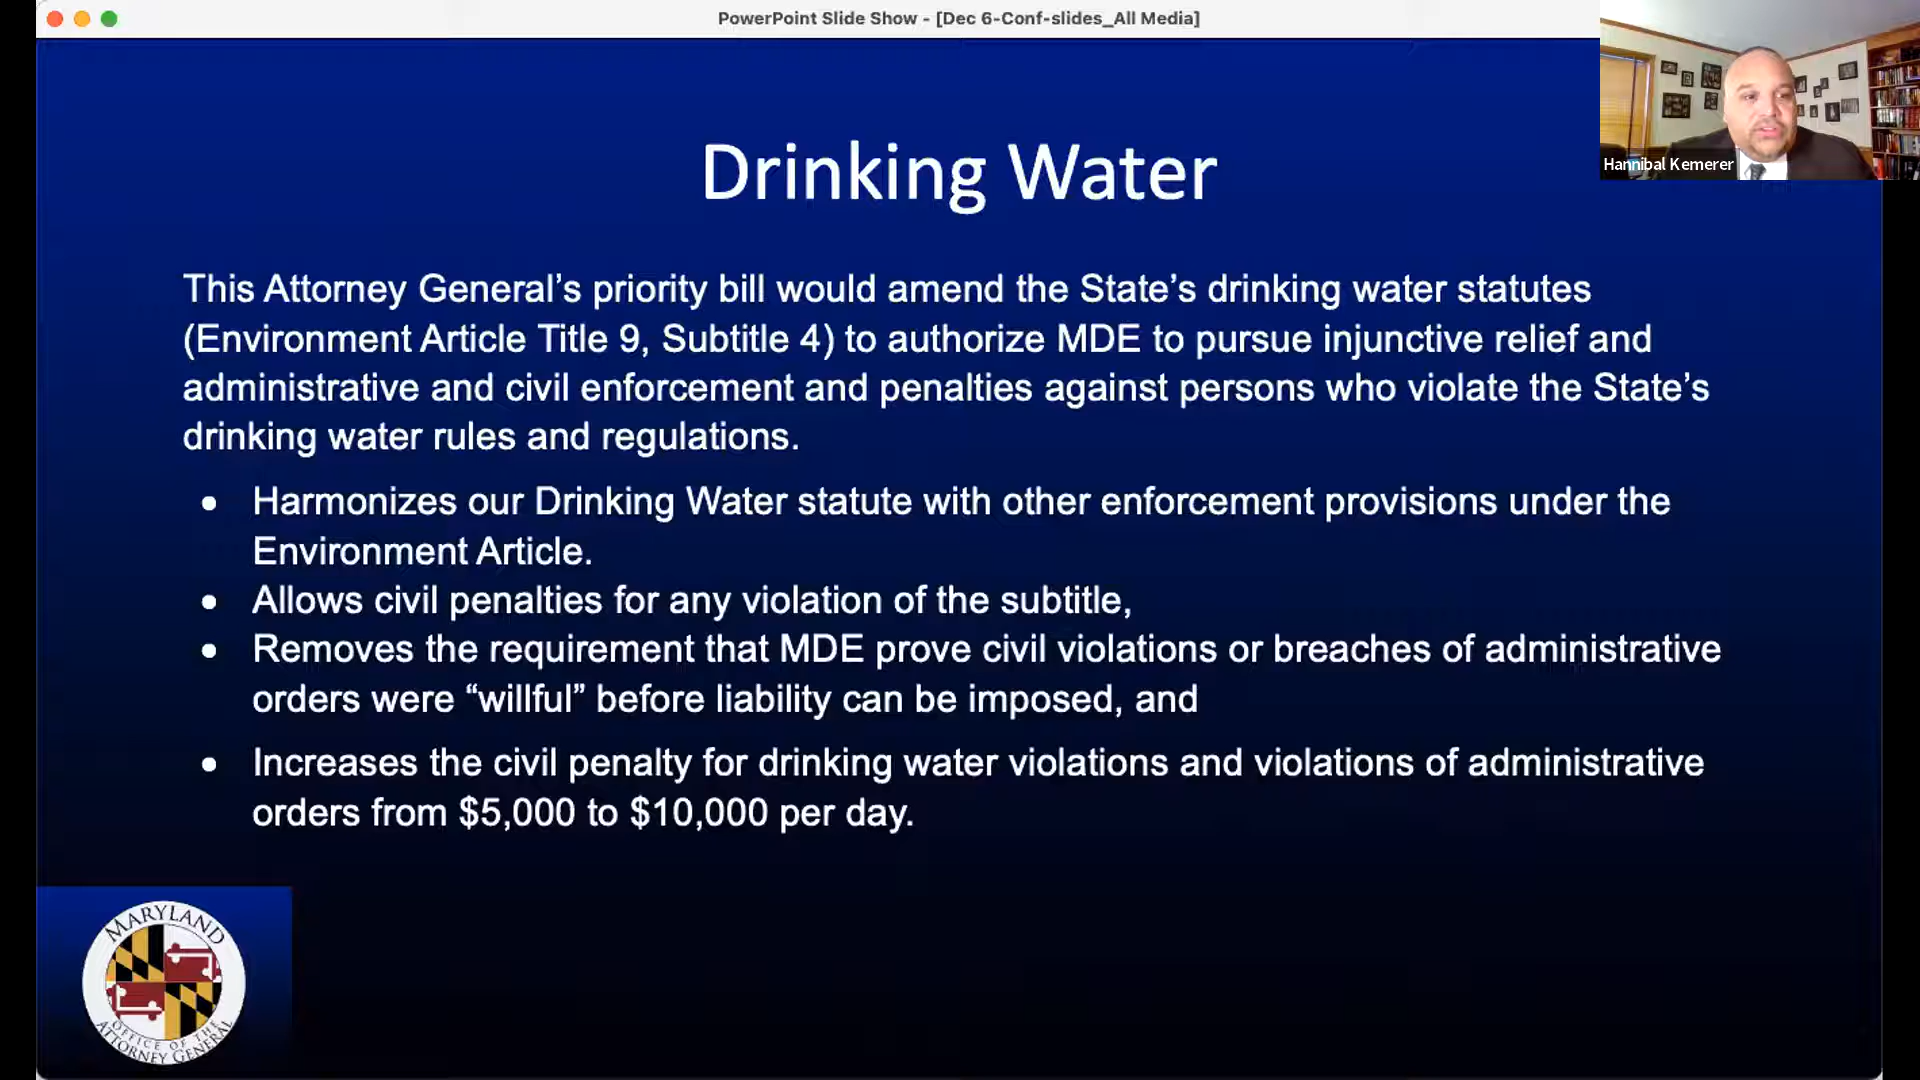 PowerPoint Slide Show - [Dec 6-Conf-slides_All Media]
Hannibal Kemerer
Drinking Water
This Attorney General’s priority bill would amend the State’s drinking water statutes
(Environment Article Title 9, Subtitle 4) to authorize MDE to pursue injunctive relief and
administrative and civil enforcement and penalties against persons who violate the State’s
drinking water rules and regulations.
• Harmonizes our Drinking Water statute with other enforcement provisions under the
Environment Article.
• Allows civil penalties for any violation of the subtitle,
• Removes the requirement that MDE prove civil violations or breaches of administrative
orders were “willful” before liability can be imposed, and
• Increases the civil penalty for drinking water violations and violations of administrative
orders from $5,000 to $10,000 per day.
MARYLAND
OFFICE OF THE
ATTORNEY GENERAL